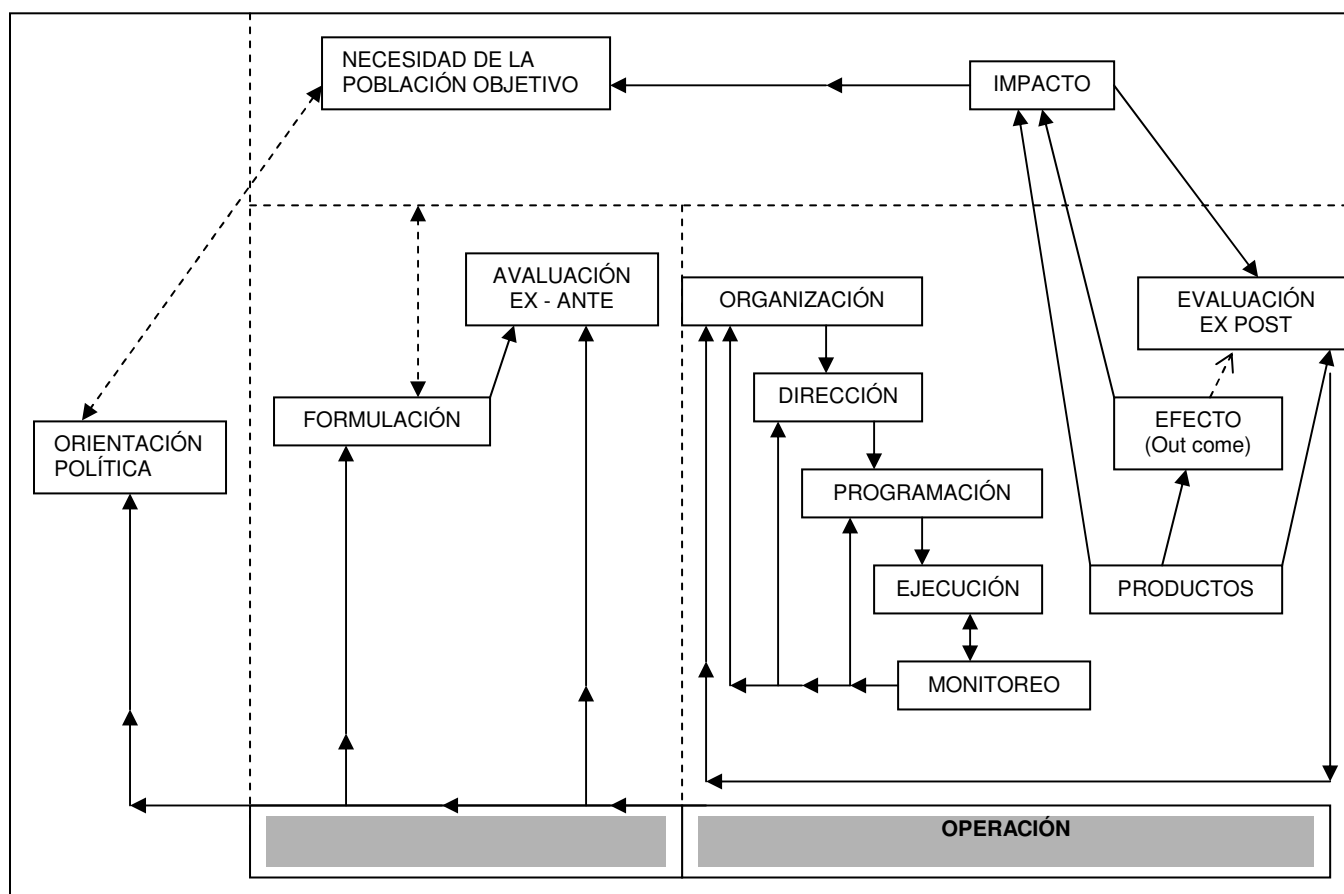 NECESIDAD DE LA
POBLACIÓN OBJETIVO
IMPACTO
AVALUACIÓN
EX - ANTE
ORGANIZACIÓN
EVALUACIÓN
EX POST
DIRECCIÓN
FORMULACIÓN
EFECTO
(Out come)
ORIENTACIÓN
POLÍTICA
PROGRAMACIÓN
EJECUCIÓN
PRODUCTOS
MONITOREO
OPERACIÓN